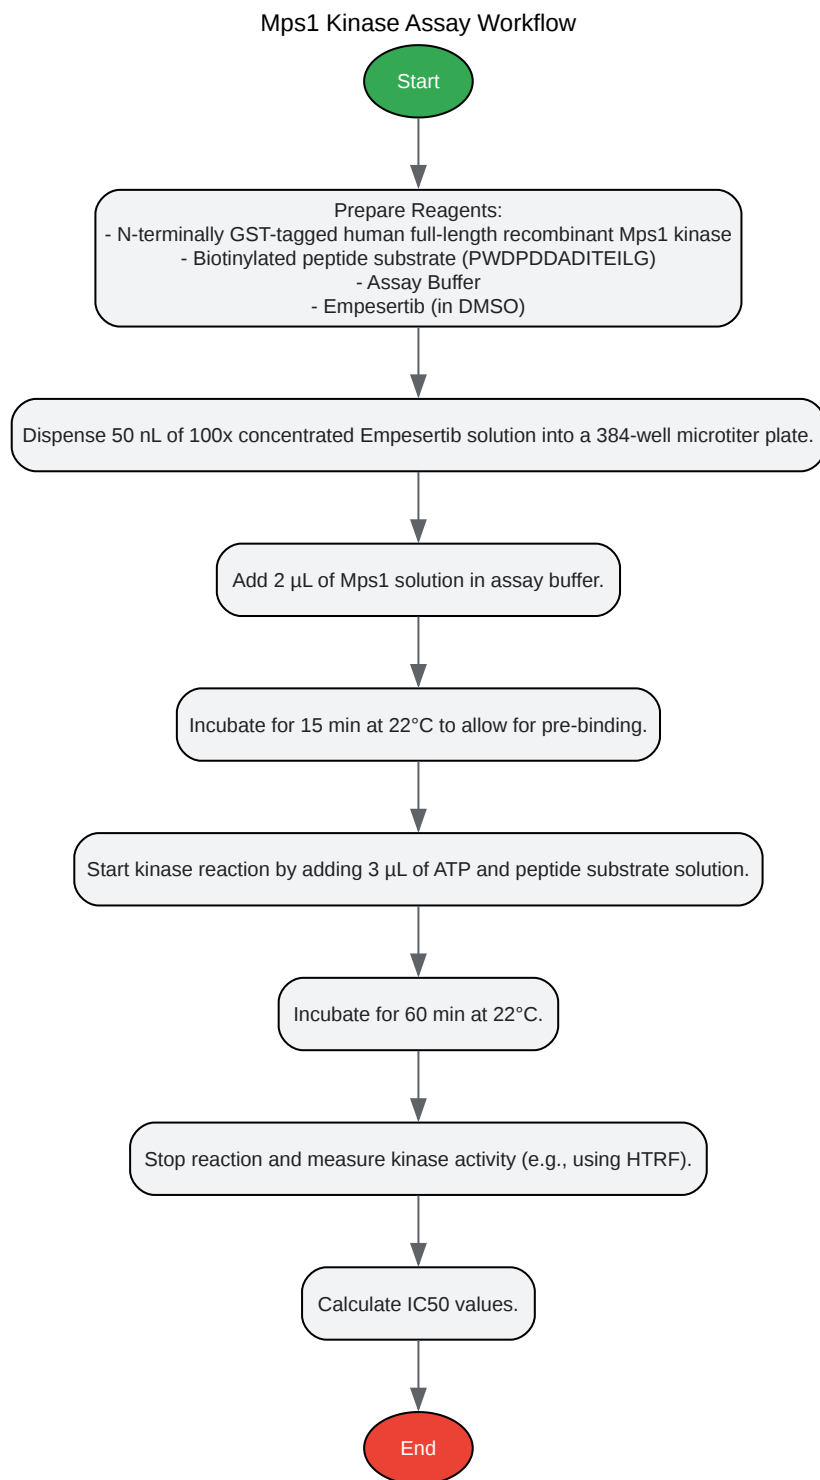 Mps1 Kinase Assay Workflow
Start
Prepare Reagents:
- N-terminally GST-tagged human full-length recombinant Mps1 kinase
- Biotinylated peptide substrate (PWDPDDADITEILG)
- Assay Buffer
- Empesertib (in DMSO)
Dispense 50 nL of 100x concentrated Empesertib solution into a 384-well microtiter plate.
Add 2 µL of Mps1 solution in assay buffer.
Incubate for 15 min at 22°C to allow for pre-binding.
Start kinase reaction by adding 3 µL of ATP and peptide substrate solution.
Incubate for 60 min at 22°C.
Stop reaction and measure kinase activity (e.g., using HTRF).
Calculate IC50 values.
End